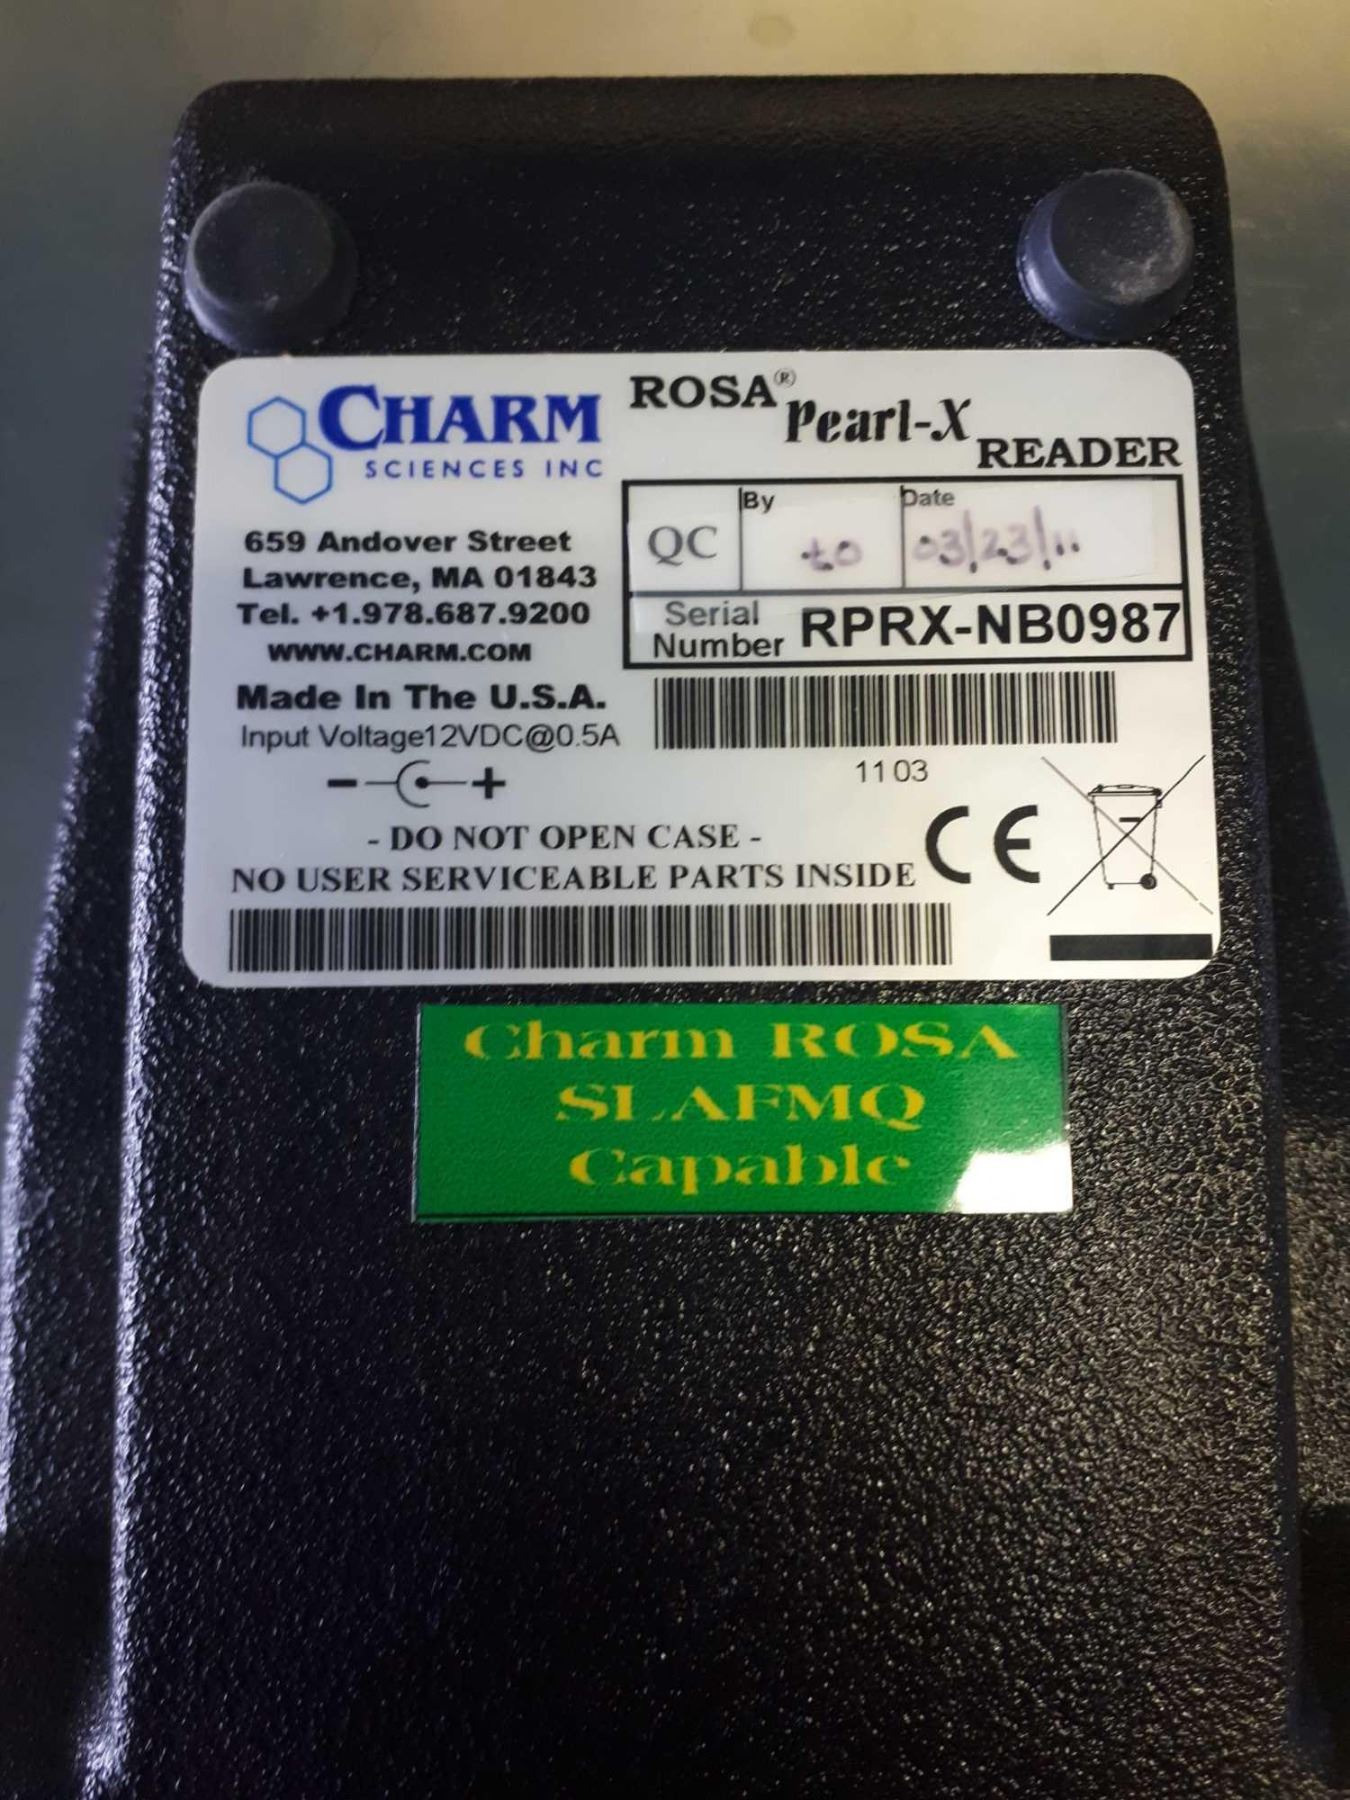 CHARM
SCIENCES INC
ROSA® Pearl-X READER
659 Andover Street
Lawrence, MA 01843
Tel. +1.978.687.9200
WWW.CHARM.COM
Made In The U.S.A.
Input Voltage12VDC@0.5A
- +
QC
By
to
Date
03/23/11
Serial
Number RPRX-NB0987
1103
- DO NOT OPEN CASE -
NO USER SERVICEABLE PARTS INSIDE
CE
Charm ROSA
SLAFMQ
Capable